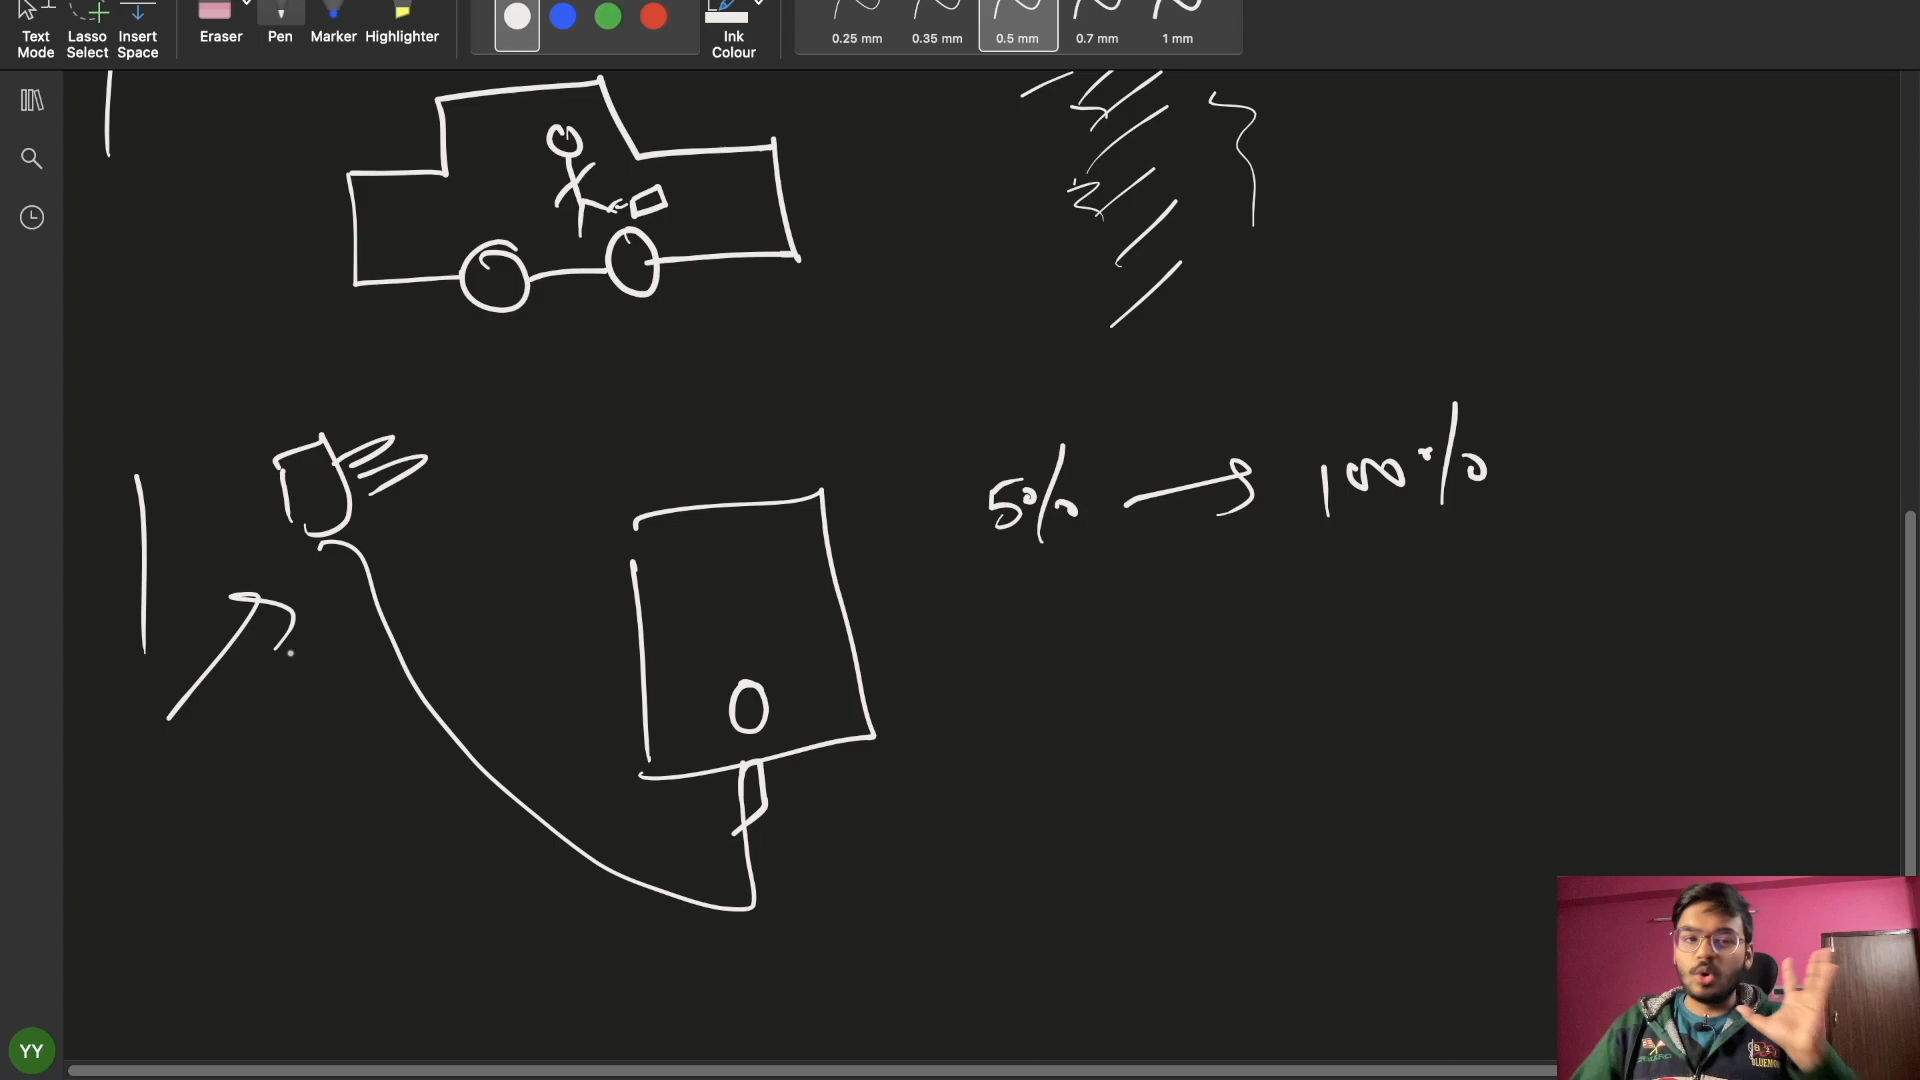 Text Mode
Lasso Select
Insert Space
Eraser
Pen
Marker
Highlighter
Ink Colour
0.25 mm
0.35 mm
0.5 mm
0.7 mm
1 mm
5% → 100%
YY